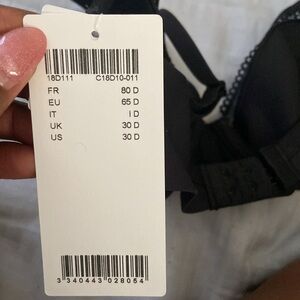 18D111 C18D10-011
FR 80 D
EU 65 D
IT I D
UK 30 D
US 30 D
3 340443 028054